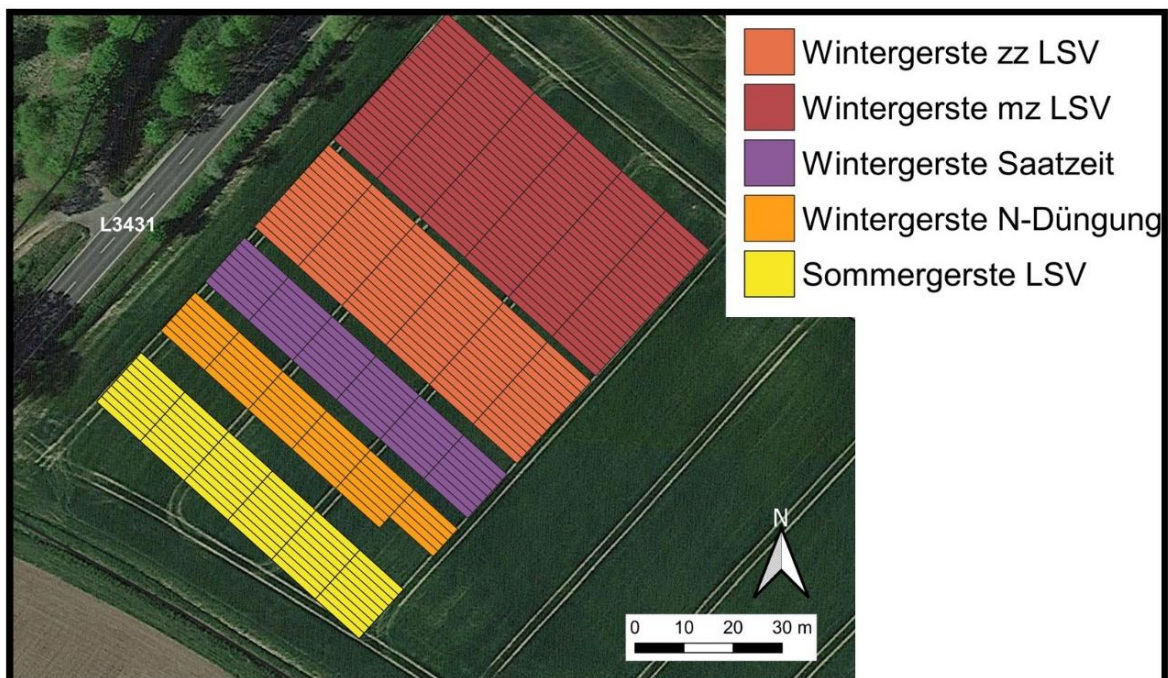 Wintergerste zz LSV
Wintergerste mz LSV
Wintergerste Saatzeit
Wintergerste N-Düngung
Sommergerste LSV
L3431
N
0 10 20 30 m